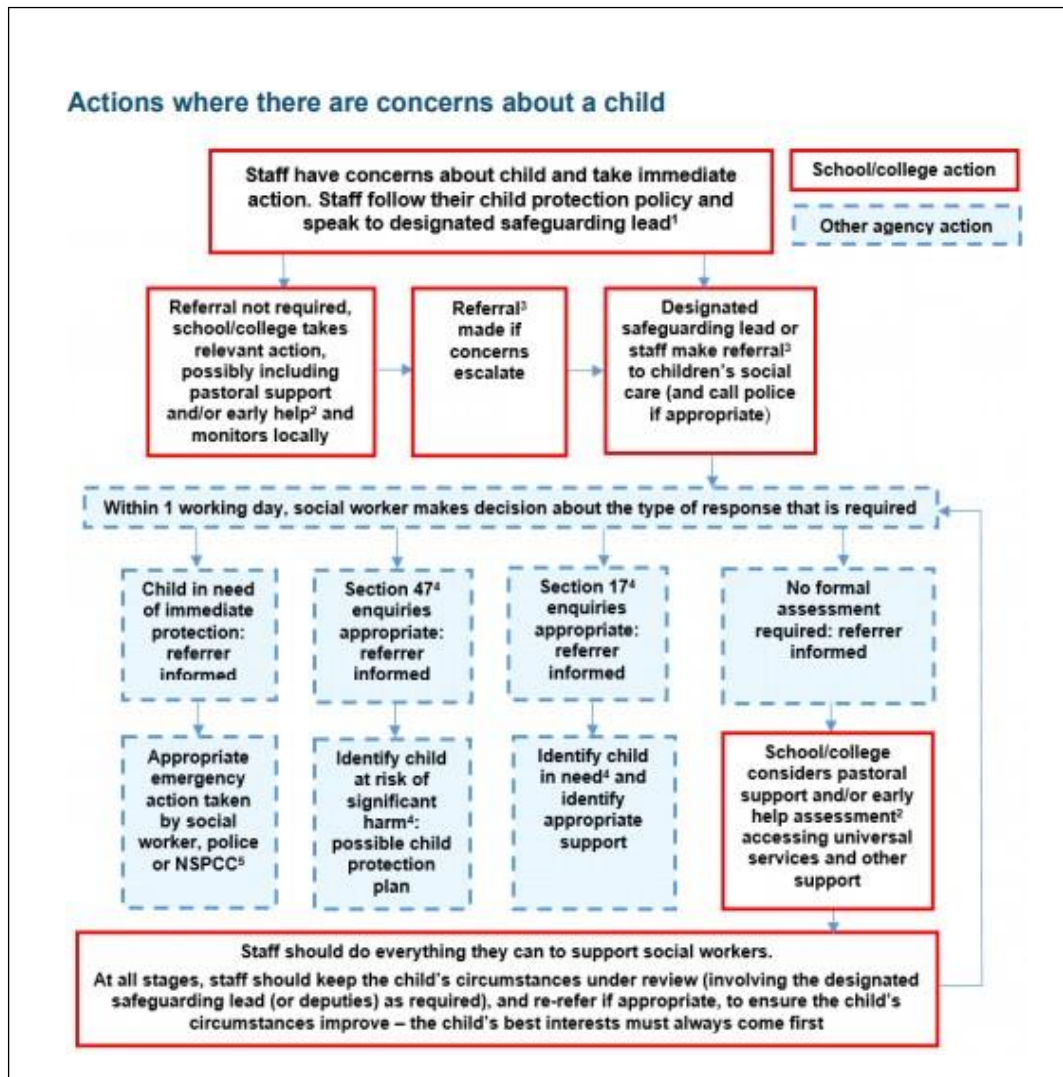 Actions where there are concerns about a child
Staff have concerns about child and take immediate
action. Staff follow their child protection policy and
speak to designated safeguarding lead¹
School/college action
Other agency action
Referral not required,
school/college takes
relevant action,
possibly including
pastoral support
and/or early help² and
monitors locally
Referral³
made if
concerns
escalate
Designated
safeguarding lead or
staff make referral³
to children's social
care (and call police
if appropriate)
Within 1 working day, social worker makes decision about the type of response that is required
Child in need
of immediate
protection:
referrer
informed
Section 47⁴
enquiries
appropriate:
referrer
informed
Section 17⁴
enquiries
appropriate:
referrer
informed
No formal
assessment
required: referrer
informed
Appropriate
emergency
action taken
by social
worker, police
or NSPCC⁵
Identify child
at risk of
significant
harm⁴:
possible child
protection
plan
Identify child
in need⁴ and
identify
appropriate
support
School/college
considers pastoral
support and/or early
help assessment²
accessing universal
services and other
support
Staff should do everything they can to support social workers.
At all stages, staff should keep the child's circumstances under review (involving the designated
safeguarding lead (or deputies) as required), and re-refer if appropriate, to ensure the child's
circumstances improve – the child's best interests must always come first